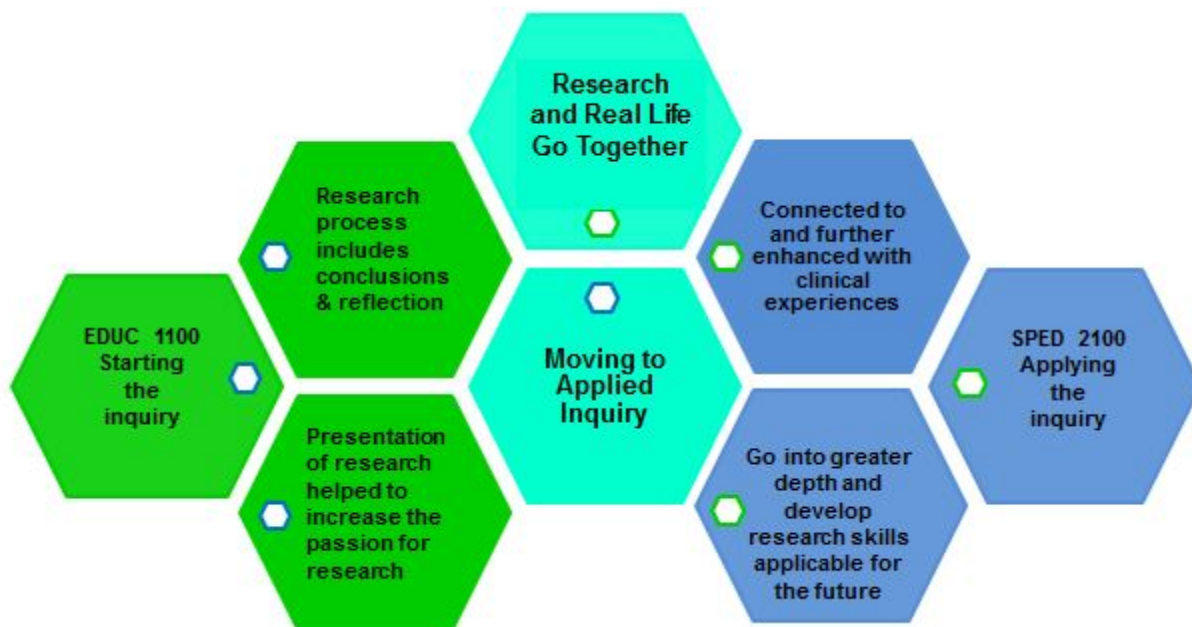 Research
and Real Life
Go Together
Research
process
includes
conclusions
& reflection
Connected to
and further
enhanced with
clinical
experiences
EDUC 1100
Starting
the
inquiry
Moving to
Applied
Inquiry
SPED 2100
Applying
the
inquiry
Presentation
of research
helped to
increase the
passion for
research
Go into greater
depth and
develop
research skills
applicable for
the future